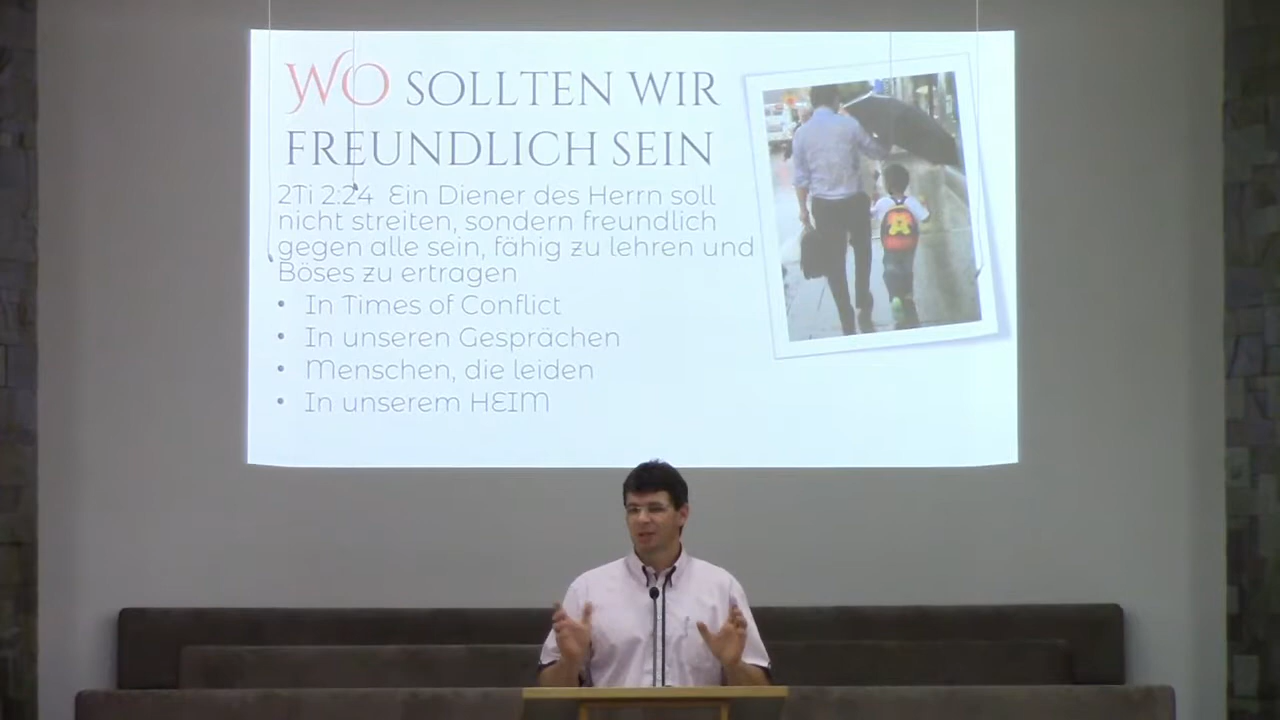 WO SOLLTEN WIR
FREUNDLICH SEIN
2Ti 2:24 Ein Diener des Herrn soll
nicht streiten, sondern freundlich
gegen alle sein, fähig zu lehren und
Böses zu ertragen
• In Times of Conflict
• In unseren Gesprächen
• Menschen, die leiden
• In unserem HEIM